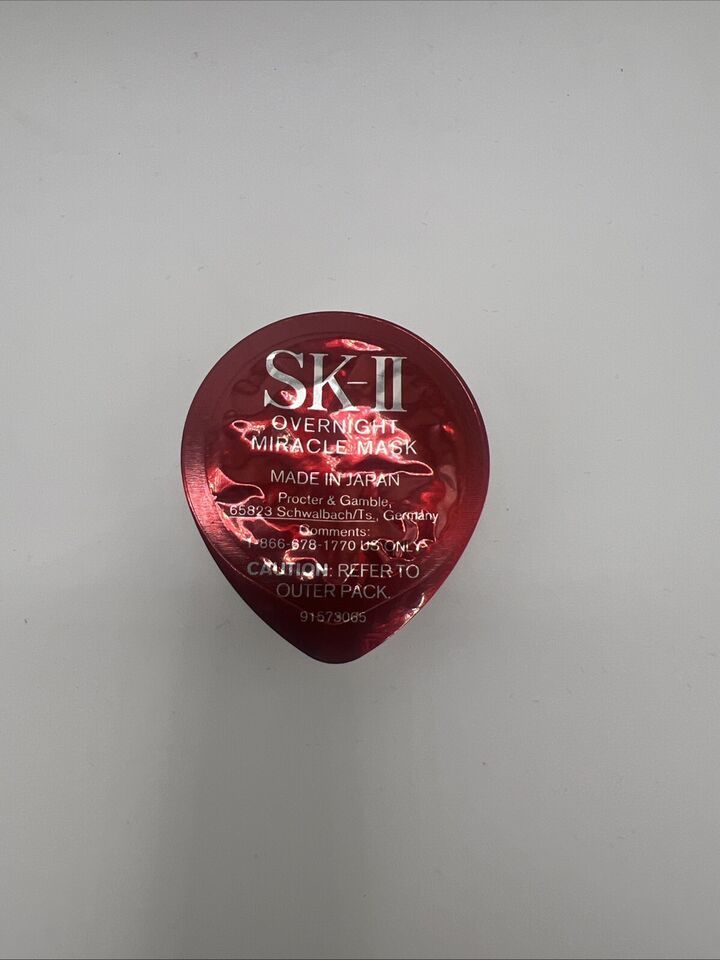 SK-II
OVERNIGHT
MIRACLE MASK
MADE IN JAPAN
Procter & Gamble,
65823 Schwalbach/Ts., Germany
Comments:
1-866-678-1770 US ONLY
CAUTION: REFER TO
OUTER PACK.
91573065